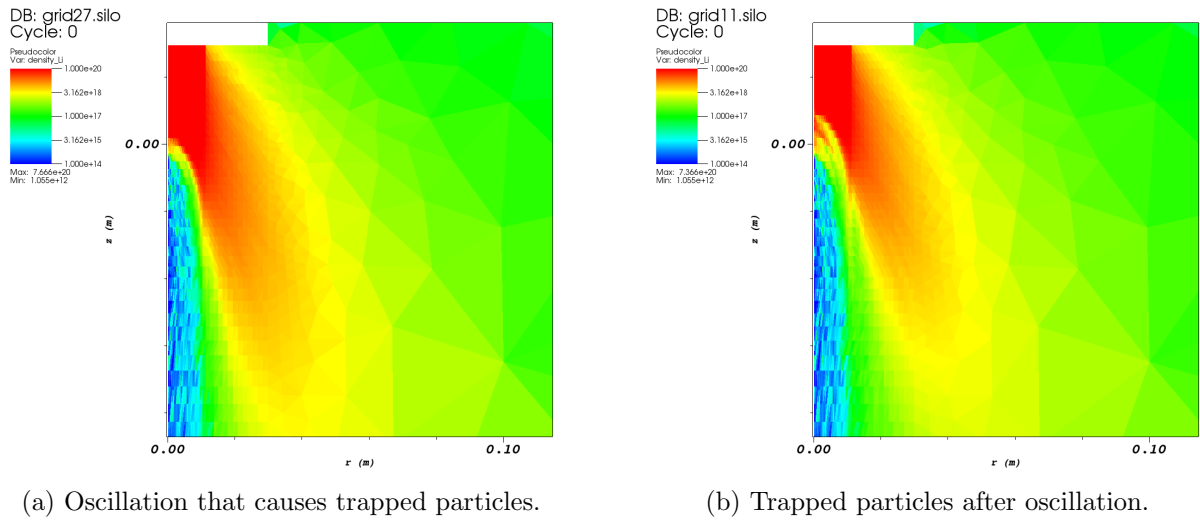 DB: grid27.silo
Cycle: 0
Pseudocolor
Var: density_Li
1.000e+20
3.162e+18
1.000e+17
3.162e+15
1.000e+14
Max: 7.666e+20
Min: 1.055e+12
0.00
z (m)
0.00
0.10
r (m)
(a) Oscillation that causes trapped particles.
DB: grid11.silo
Cycle: 0
Pseudocolor
Var: density_Li
1.000e+20
3.162e+18
1.000e+17
3.162e+15
1.000e+14
Max: 7.366e+20
Min: 1.055e+12
0.00
z (m)
0.00
0.10
r (m)
(b) Trapped particles after oscillation.